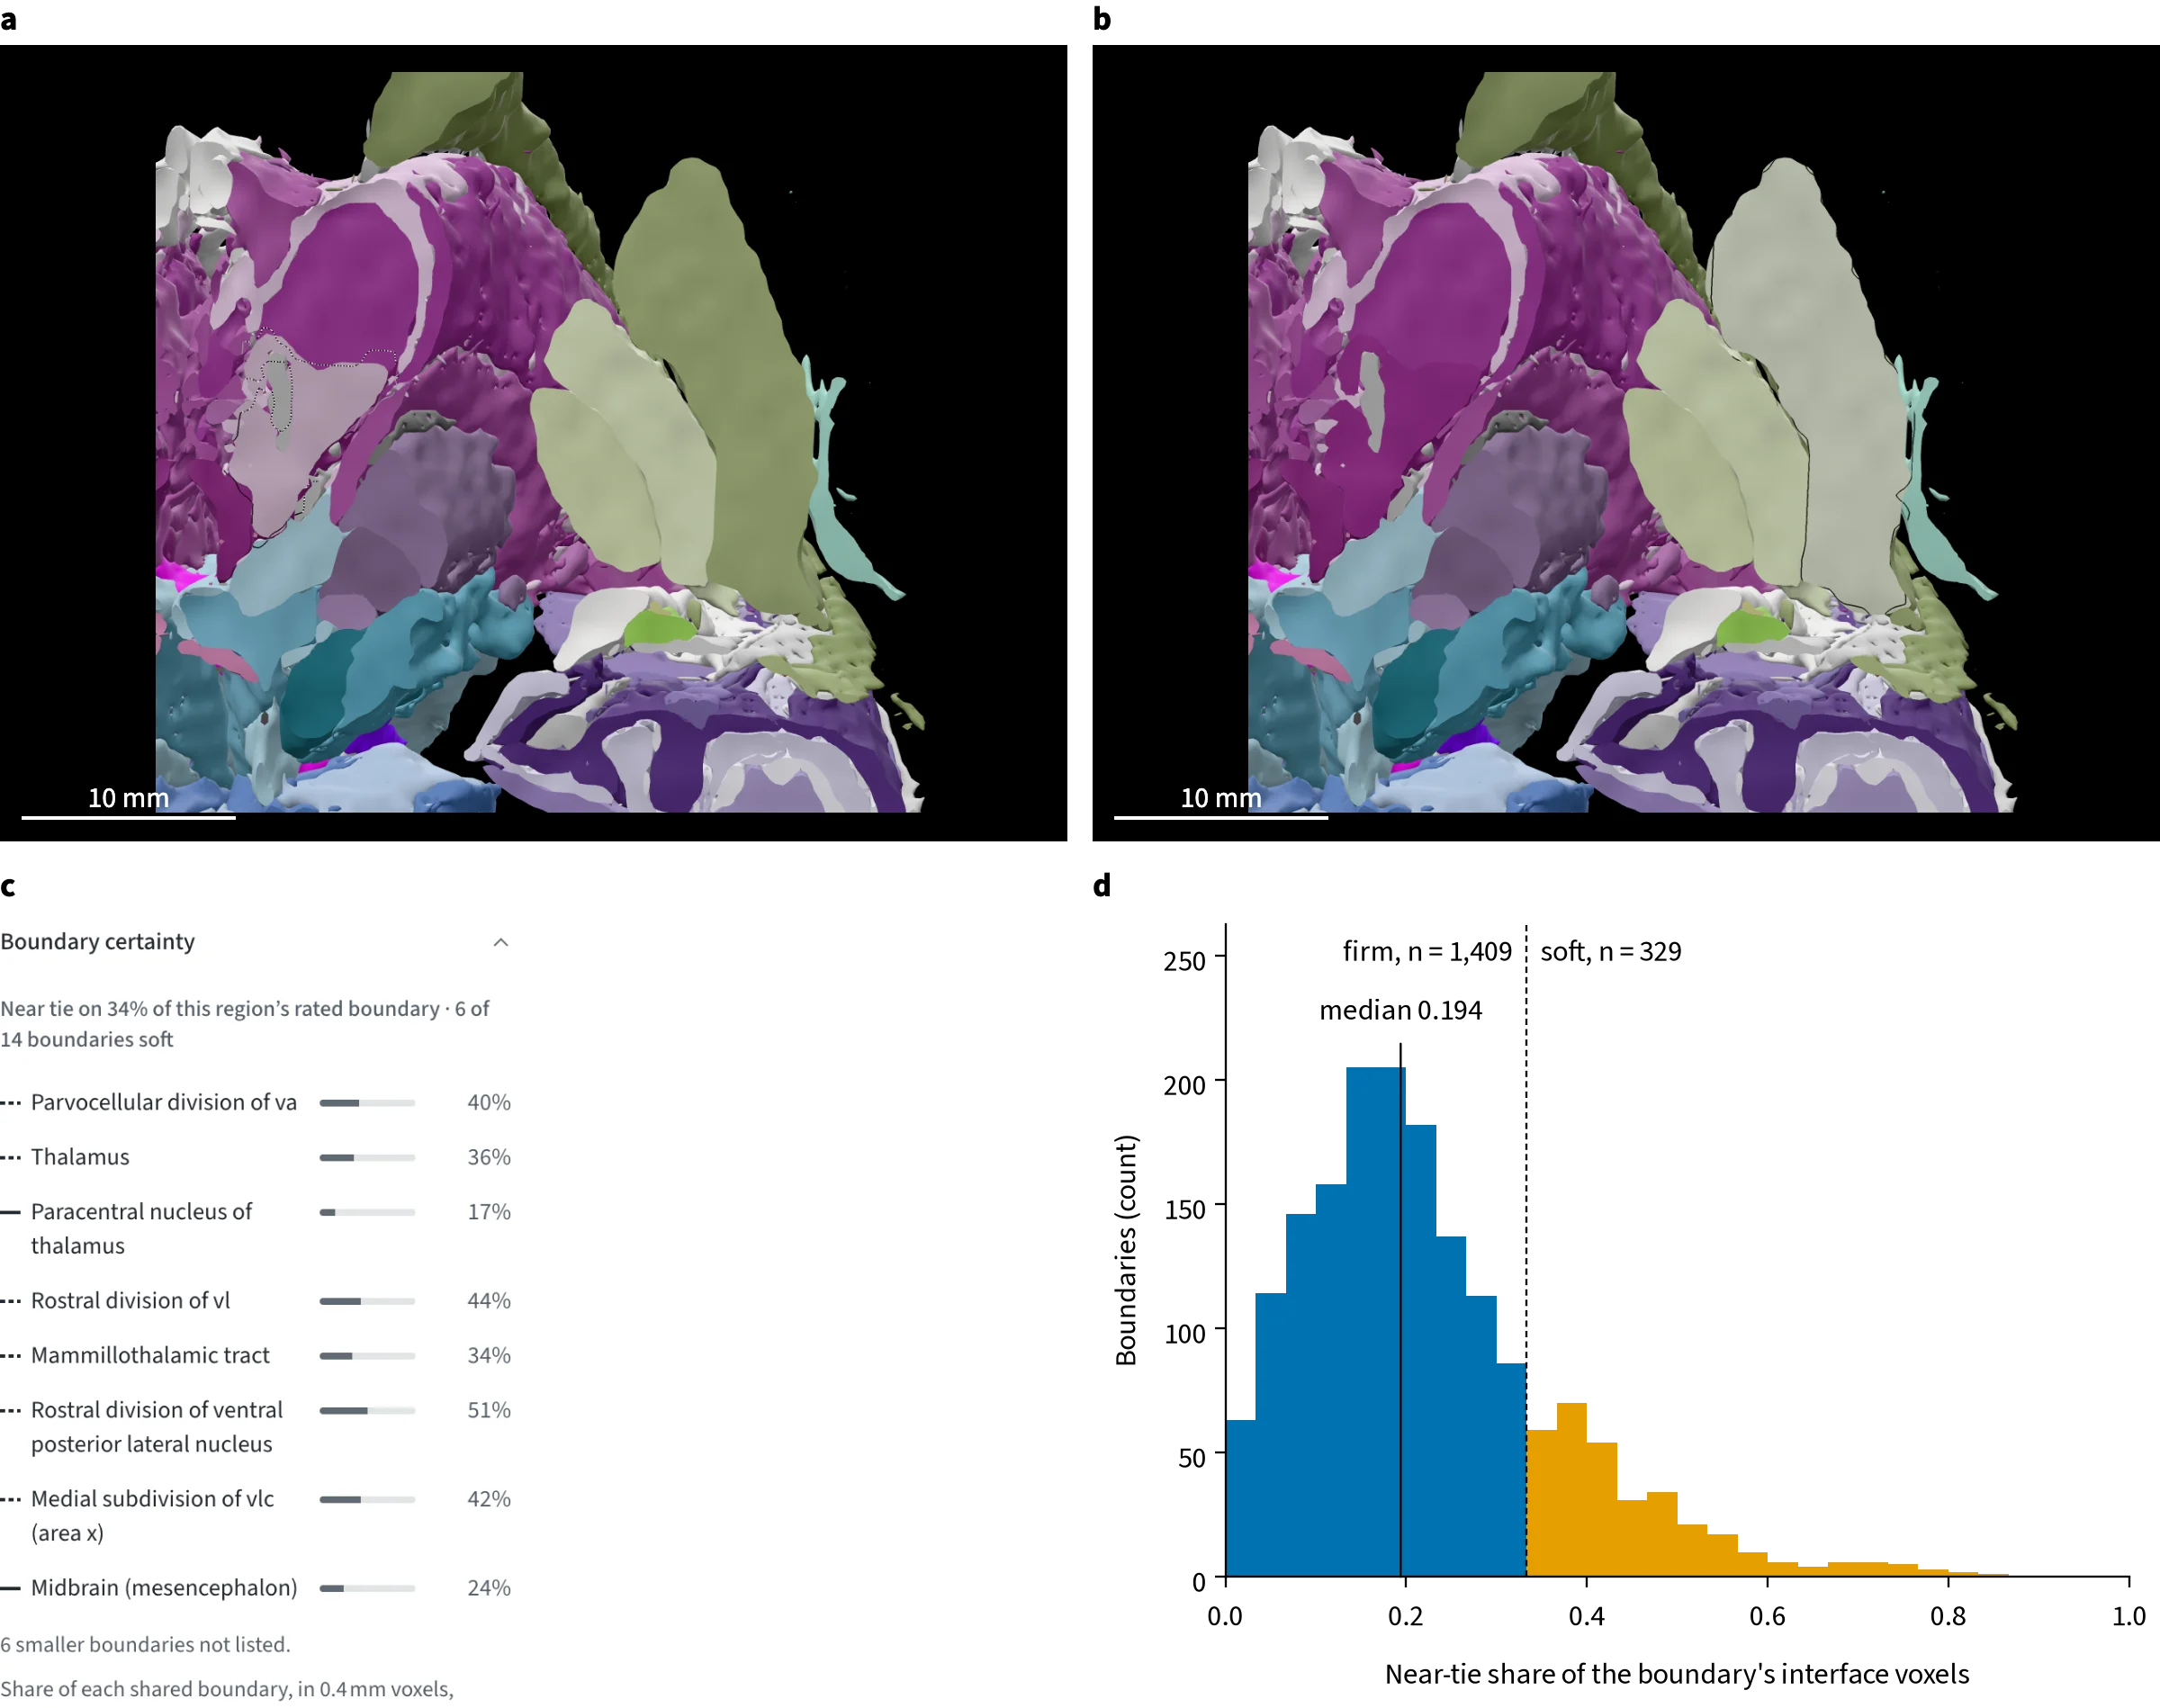 a
b
10 mm
10 mm
c
Boundary certainty
Near tie on 34% of this region’s rated boundary · 6 of
14 boundaries soft
Parvocellular division of va 40%
Thalamus 36%
Paracentral nucleus of 17%
thalamus
Rostral division of vl 44%
Mammillothalamic tract 34%
Rostral division of ventral 51%
posterior lateral nucleus
Medial subdivision of vlc 42%
(area x)
Midbrain (mesencephalon) 24%
6 smaller boundaries not listed.
Share of each shared boundary, in 0.4 mm voxels,
d
firm, n = 1,409 soft, n = 329
median 0.194
Boundaries (count)
250
200
150
100
50
0
0.0 0.2 0.4 0.6 0.8 1.0
Near-tie share of the boundary's interface voxels